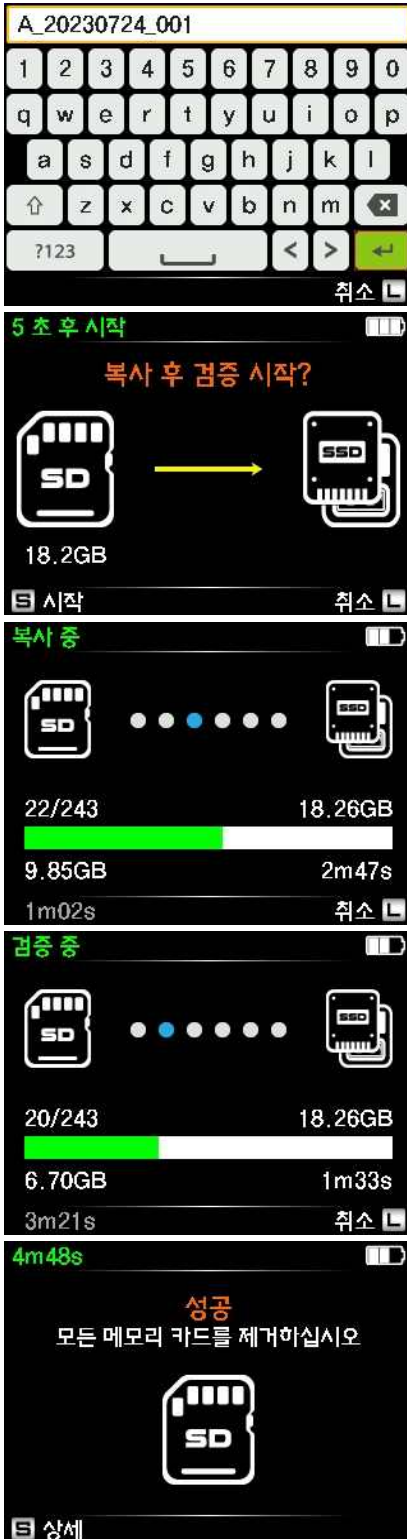 A_20230724_001
1 2 3 4 5 6 7 8 9 0
q w e r t y u i o p
a s d f g h j k l
z x c v b n m
?123 < >
취소 L
5 초 후 시작
복사 후 검증 시작?
SD SSD
18.2GB
S 시작 취소 L
복사 중
SD SSD
22/243 18.26GB
9.85GB 2m47s
1m02s 취소 L
검증 중
SD SSD
20/243 18.26GB
6.70GB 1m33s
3m21s 취소 L
4m48s
성공
모든 메모리 카드를 제거하십시오
SD
S 상세